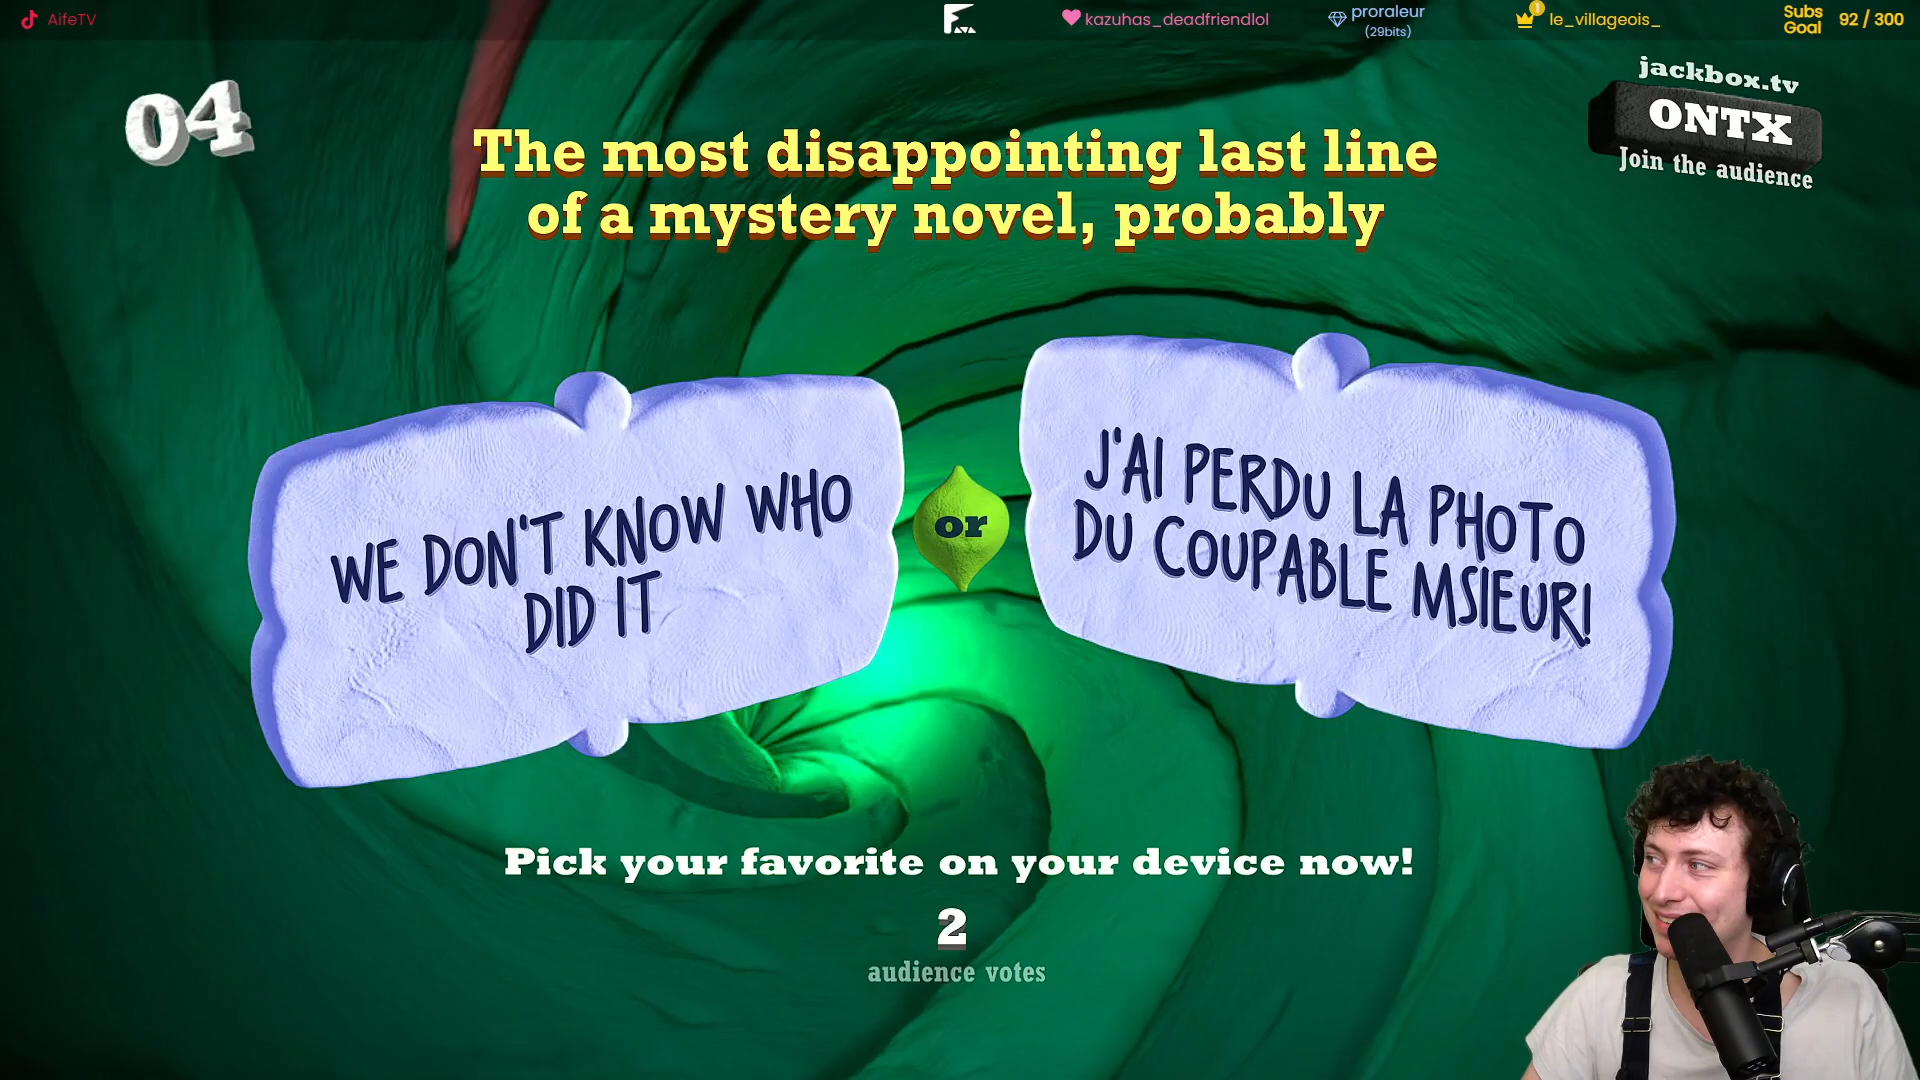 AifeTV
kazuhas_deadfriendlol
proraleur
(29bits)
1
le_villageois_
Subs
Goal
92 / 300
04
jackbox.tv
ONTX
Join the audience
The most disappointing last line
of a mystery novel, probably
WE DON'T KNOW WHO
DID IT
or
J'AI PERDU LA PHOTO
DU COUPABLE MSIEUR!
Pick your favorite on your device now!
2
audience votes